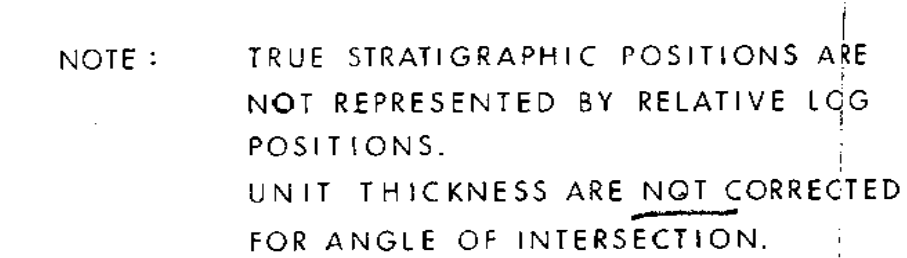 NOTE : TRUE STRATIGRAPHIC POSITIONS ARE
NOT REPRESENTED BY RELATIVE LOG
POSITIONS.
UNIT THICKNESS ARE NOT CORRECTED
FOR ANGLE OF INTERSECTION.